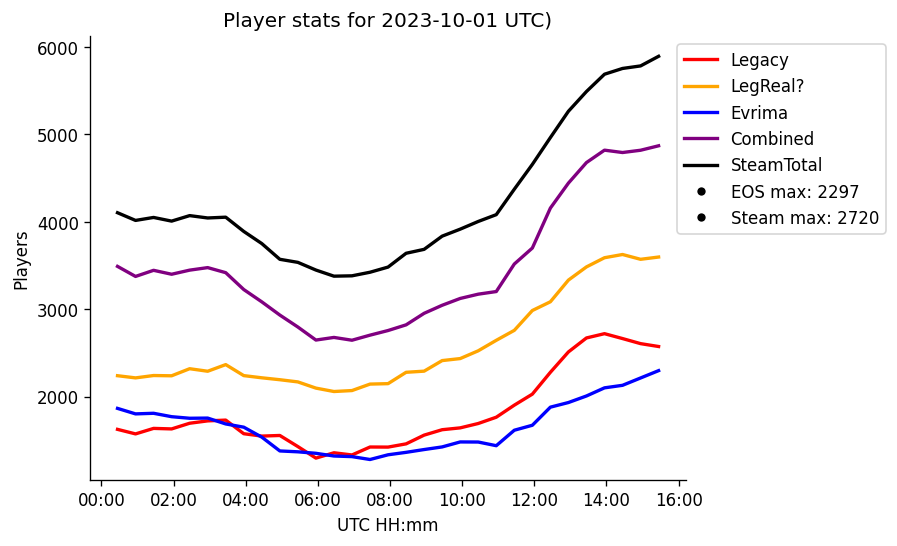 Player stats for 2023-10-01 UTC)
6000
5000
4000
3000
2000
Players
00:00 02:00 04:00 06:00 08:00 10:00 12:00 14:00 16:00
UTC HH:mm
Legacy
LegReal?
Evrima
Combined
SteamTotal
EOS max: 2297
Steam max: 2720